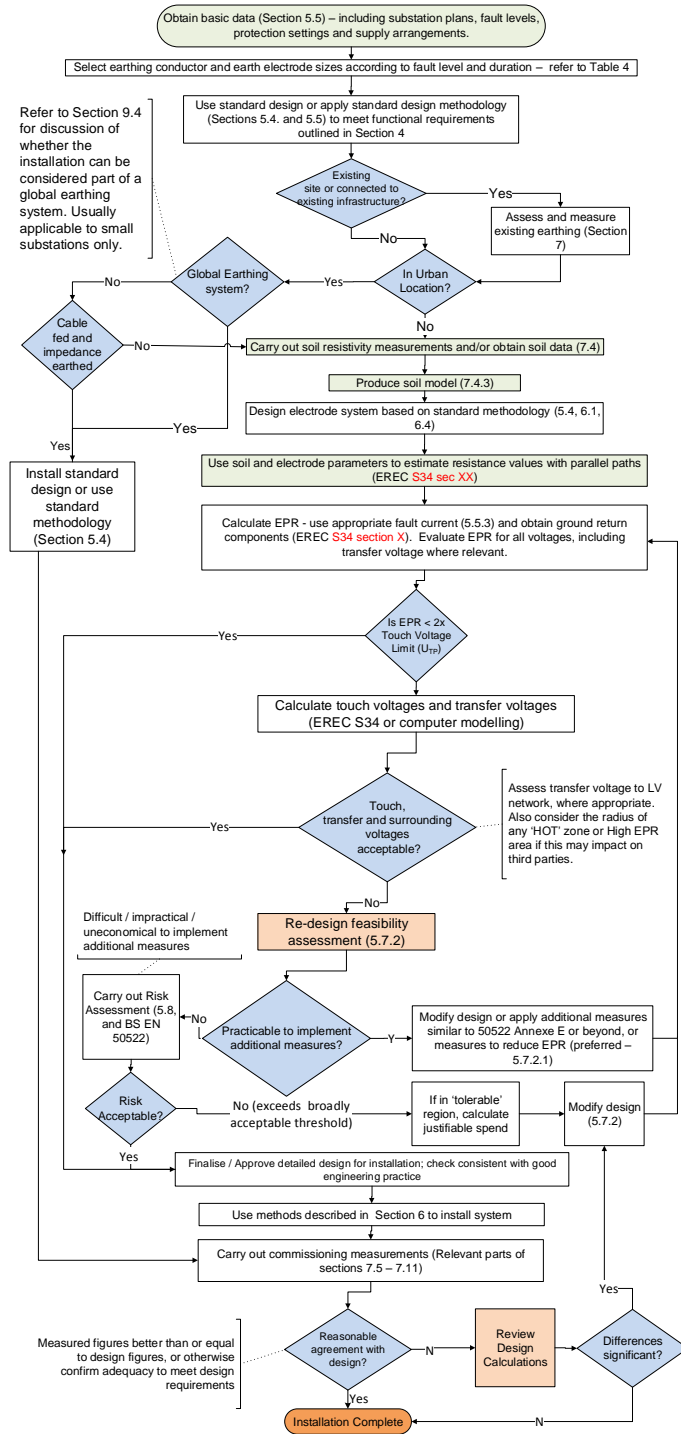 Obtain basic data (Section 5.5) – including substation plans, fault levels,
protection settings and supply arrangements.
Select earthing conductor and earth electrode sizes according to fault level and duration – refer to Table 4
Refer to Section 9.4
for discussion of
whether the
installation can be
considered part of a
global earthing
system. Usually
applicable to small
substations only.
Use standard design or apply standard design methodology
(Sections 5.4. and 5.5) to meet functional requirements
outlined in Section 4
Existing
site or connected to
existing infrastructure?
Yes
Assess and measure
existing earthing (Section
7)
No
Global Earthing
system?
Yes
In Urban
Location?
No
Cable
fed and
impedance
earthed
No
No
Carry out soil resistivity measurements and/or obtain soil data (7.4)
Produce soil model (7.4.3)
Design electrode system based on standard methodology (5.4, 6.1,
6.4)
Yes
Yes
Use soil and electrode parameters to estimate resistance values with parallel paths
(EREC S34 sec XX)
Install standard
design or use
standard
methodology
(Section 5.4)
Calculate EPR - use appropriate fault current (5.5.3) and obtain ground return
components (EREC S34 section X).  Evaluate EPR for all voltages, including
transfer voltage where relevant.
Is EPR < 2x
Touch Voltage
Limit (UTP)
Yes
Calculate touch voltages and transfer voltages
(EREC S34 or computer modelling)
Touch,
transfer and surrounding
voltages
acceptable?
Yes
Assess transfer voltage to LV
network, where appropriate.
Also consider the radius of
any ‘HOT’ zone or High EPR
area if this may impact on
third parties.
No
Re-design feasibility
assessment (5.7.2)
Difficult / impractical /
uneconomical to implement
additional measures
Carry out Risk
Assessment (5.8,
and BS EN
50522)
No
Practicable to implement
additional measures?
Y
Modify design or apply additional measures
similar to 50522 Annexe E or beyond, or
measures to reduce EPR (preferred –
5.7.2.1)
Risk
Acceptable?
No (exceeds  broadly
acceptable threshold)
If in ‘tolerable’
region, calculate
justifiable spend
Modify design
(5.7.2)
Yes
Finalise / Approve detailed design for installation; check consistent with good
engineering practice
Use methods described in  Section 6 to install system
Carry out commissioning measurements (Relevant parts of
sections 7.5 – 7.11)
Yes
Measured figures better than or equal
to design figures, or otherwise
confirm adequacy to meet design
requirements
Reasonable
agreement with
design?
N
Review
Design
Calculations
Differences
significant?
Yes
Installation Complete
N